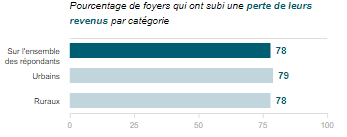 Pourcentage de foyers qui ont subi une perte de leurs
revenus par catégorie
Sur l'ensemble
des répondants
78
Urbains
79
Ruraux
78
0
25
50
75
100